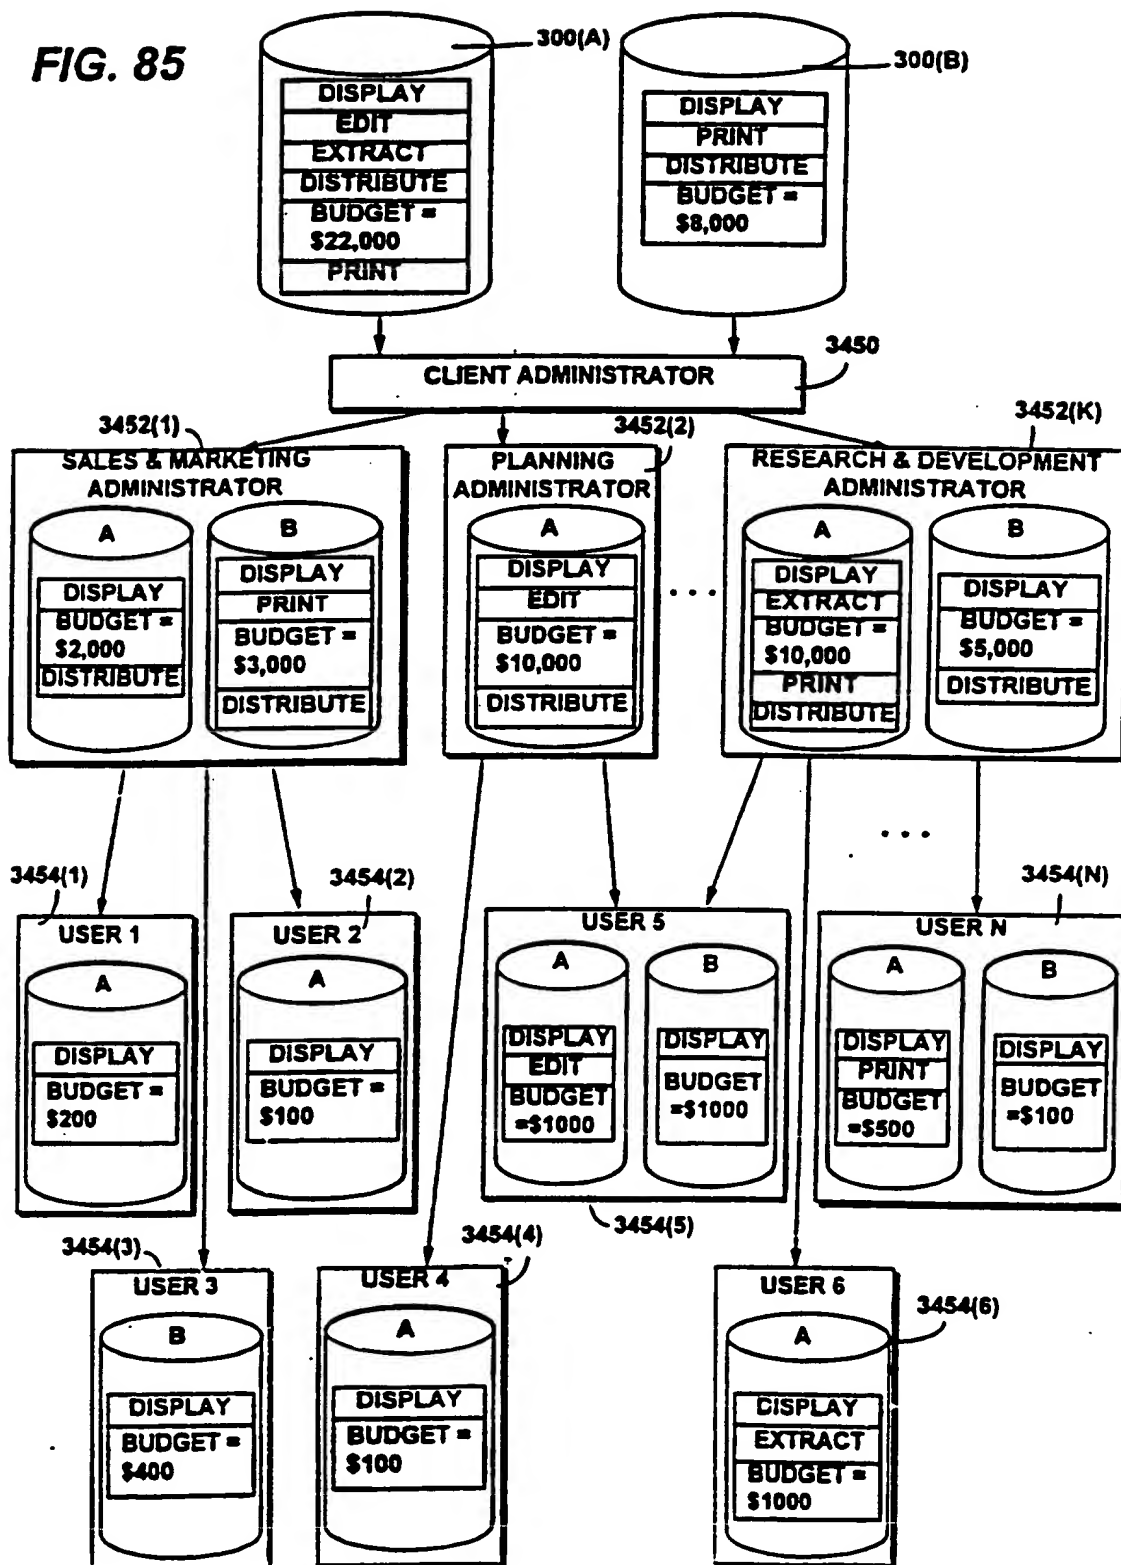 FIG. 85
300(A)
300(B)
DISPLAY
EDIT
EXTRACT
DISTRIBUTE
BUDGET =
$22,000
PRINT
DISPLAY
PRINT
DISTRIBUTE
BUDGET =
$8,000
3450
CLIENT ADMINISTRATOR
3452(1)
3452(2)
3452(K)
SALES & MARKETING
ADMINISTRATOR
A
DISPLAY
BUDGET =
$2,000
DISTRIBUTE
B
DISPLAY
PRINT
BUDGET =
$3,000
DISTRIBUTE
PLANNING
ADMINISTRATOR
A
DISPLAY
EDIT
BUDGET =
$10,000
DISTRIBUTE
. . .
RESEARCH & DEVELOPMENT
ADMINISTRATOR
A
DISPLAY
EXTRACT
BUDGET =
$10,000
PRINT
DISTRIBUTE
B
DISPLAY
BUDGET =
$5,000
DISTRIBUTE
. . .
3454(1)
USER 1
A
DISPLAY
BUDGET =
$200
3454(2)
USER 2
A
DISPLAY
BUDGET =
$100
USER 5
A
DISPLAY
EDIT
BUDGET
=$1000
B
DISPLAY
BUDGET
=$1000
3454(5)
3454(N)
USER N
A
DISPLAY
PRINT
BUDGET
=$500
B
DISPLAY
BUDGET
=$100
3454(3)
USER 3
B
DISPLAY
BUDGET =
$400
3454(4)
USER 4
A
DISPLAY
BUDGET =
$100
USER 6
3454(6)
A
DISPLAY
EXTRACT
BUDGET =
$1000